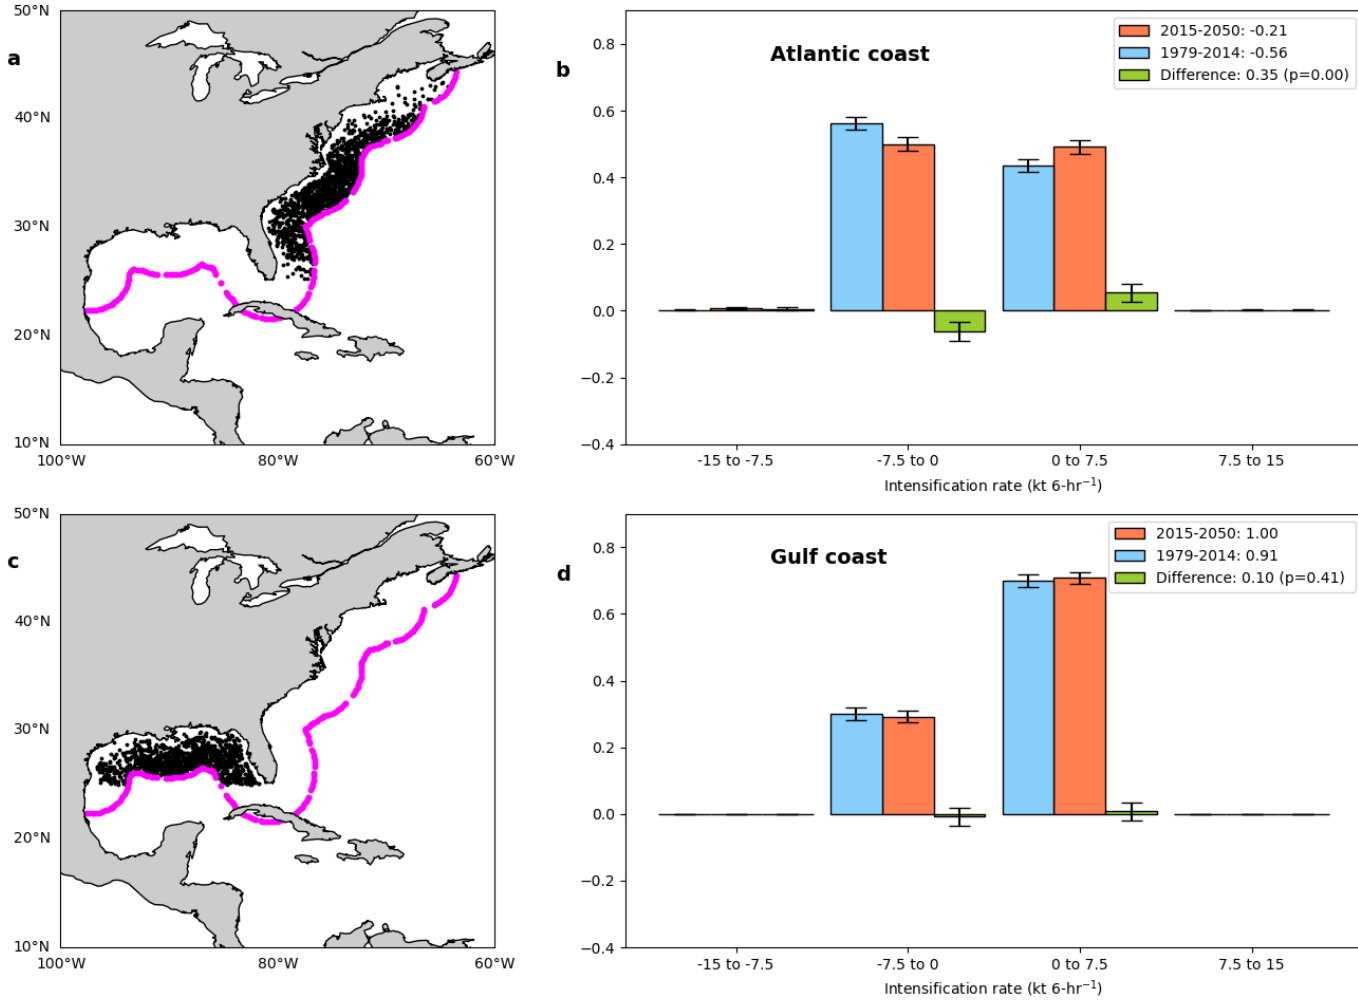 a
50°N
40°N
30°N
20°N
10°N
100°W
80°W
60°W
b
Atlantic coast
2015-2050: -0.21
1979-2014: -0.56
Difference: 0.35 (p=0.00)
0.8
0.6
0.4
0.2
0.0
−0.2
−0.4
-15 to -7.5
-7.5 to 0
0 to 7.5
7.5 to 15
Intensification rate (kt 6-hr⁻¹)
c
50°N
40°N
30°N
20°N
10°N
100°W
80°W
60°W
d
Gulf coast
2015-2050: 1.00
1979-2014: 0.91
Difference: 0.10 (p=0.41)
0.8
0.6
0.4
0.2
0.0
−0.2
−0.4
-15 to -7.5
-7.5 to 0
0 to 7.5
7.5 to 15
Intensification rate (kt 6-hr⁻¹)